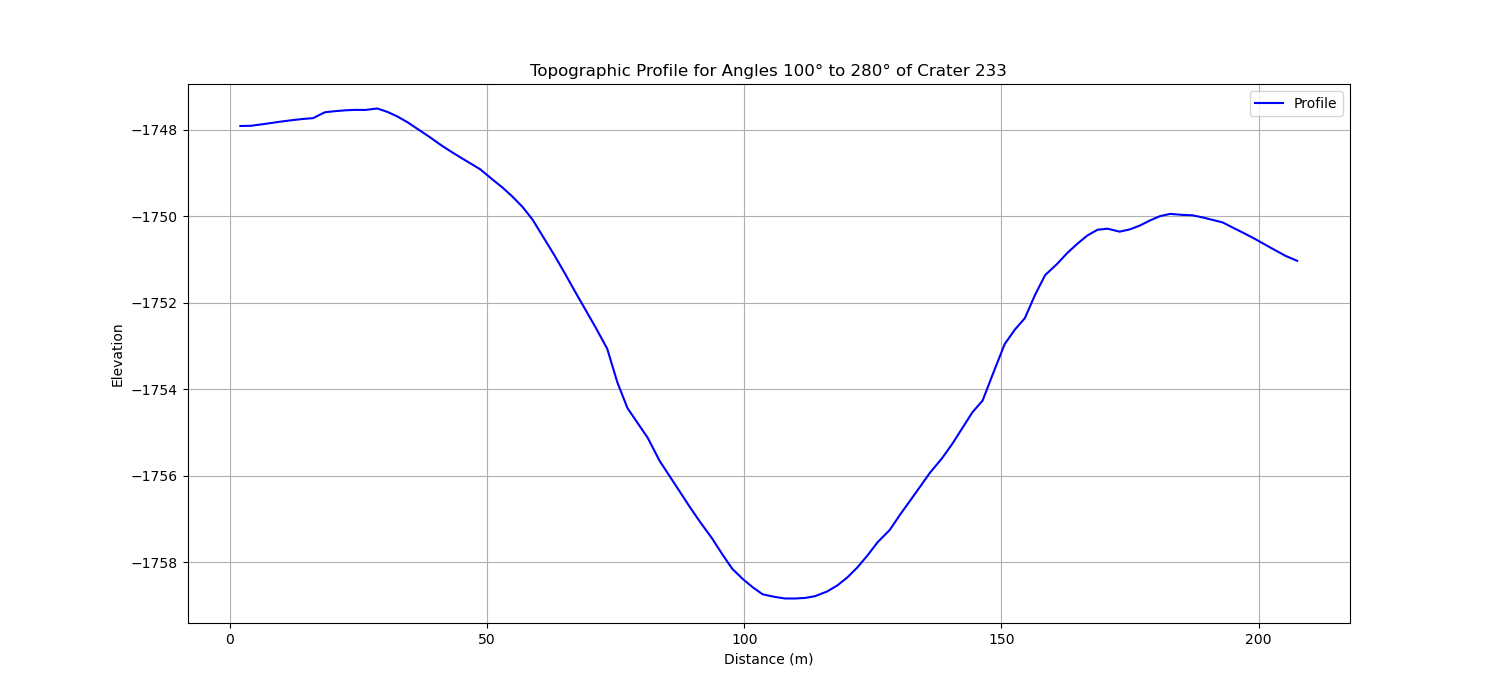 Topographic Profile for Angles 100° to 280° of Crater 233
Profile
−1748
−1750
−1752
−1754
−1756
−1758
Elevation
0
50
100
150
200
Distance (m)